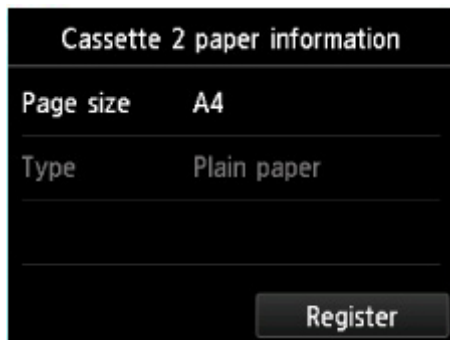 Cassette 2 paper information
Page size A4
Type Plain paper
Register